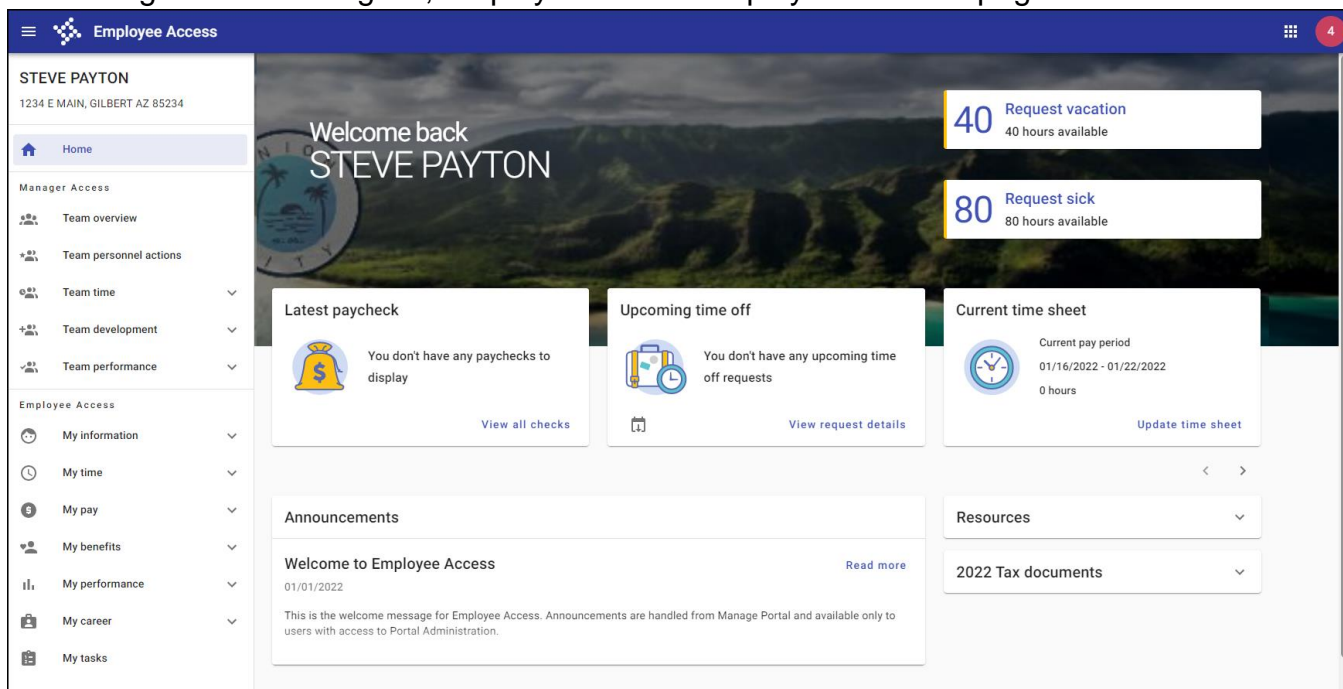 Employee Access
4
STEVE PAYTON
1234 E MAIN, GILBERT AZ 85234
Home
Manager Access
Team overview
Team personnel actions
Team time
Team development
Team performance
Employee Access
My information
My time
My pay
My benefits
My performance
My career
My tasks
Welcome back
STEVE PAYTON
40
Request vacation
40 hours available
80
Request sick
80 hours available
Latest paycheck
You don't have any paychecks to
display
View all checks
Upcoming time off
You don't have any upcoming time
off requests
View request details
Current time sheet
Current pay period
01/16/2022 - 01/22/2022
0 hours
Update time sheet
Announcements
Welcome to Employee Access
Read more
01/01/2022
This is the welcome message for Employee Access. Announcements are handled from Manage Portal and available only to
users with access to Portal Administration.
Resources
2022 Tax documents